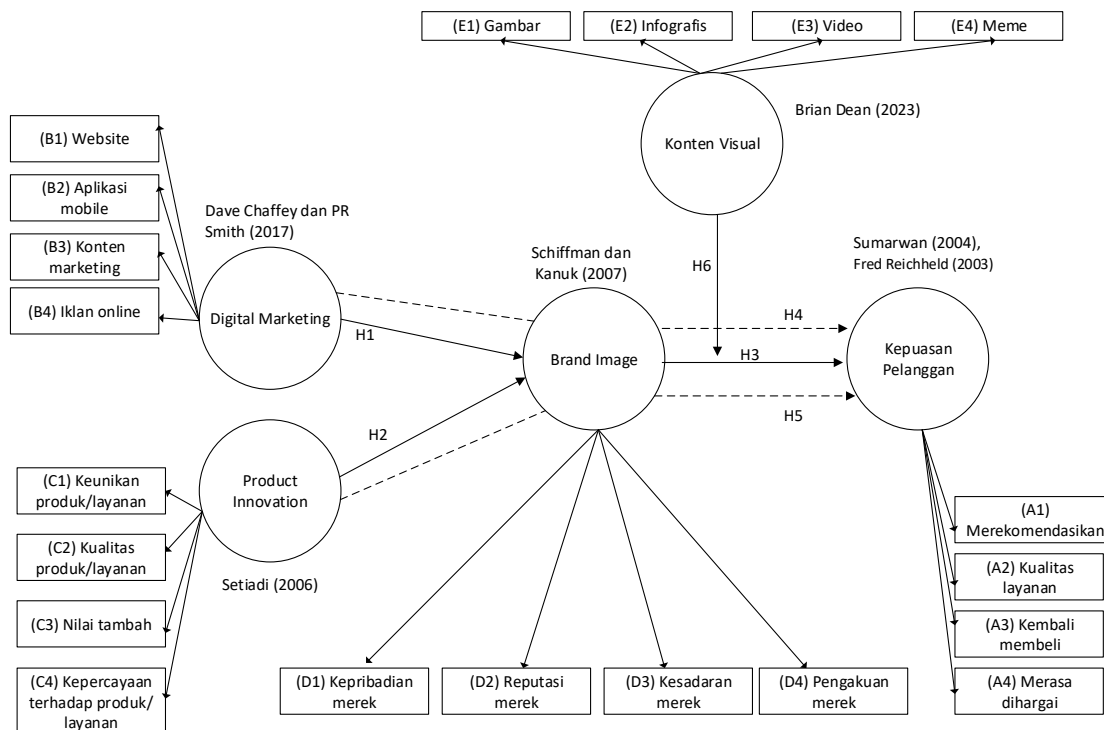 (E1) Gambar
(E2) Infografis
(E3) Video
(E4) Meme
Brian Dean (2023)
Konten Visual
(B1) Website
(B2) Aplikasi
mobile
(B3) Konten
marketing
(B4) Iklan online
Dave Chaffey dan PR
Smith (2017)
Digital Marketing
H1
Schiffman dan
Kanuk (2007)
Brand Image
H6
Sumarwan (2004),
Fred Reichheld (2003)
H4
H3
H5
Kepuasan
Pelanggan
H2
Product
Innovation
Setiadi (2006)
(C1) Keunikan
produk/layanan
(C2) Kualitas
produk/layanan
(C3) Nilai tambah
(C4) Kepercayaan
terhadap produk/
layanan
(D1) Kepribadian
merek
(D2) Reputasi
merek
(D3) Kesadaran
merek
(D4) Pengakuan
merek
(A1)
Merekomendasikan
(A2) Kualitas
layanan
(A3) Kembali
membeli
(A4) Merasa
dihargai